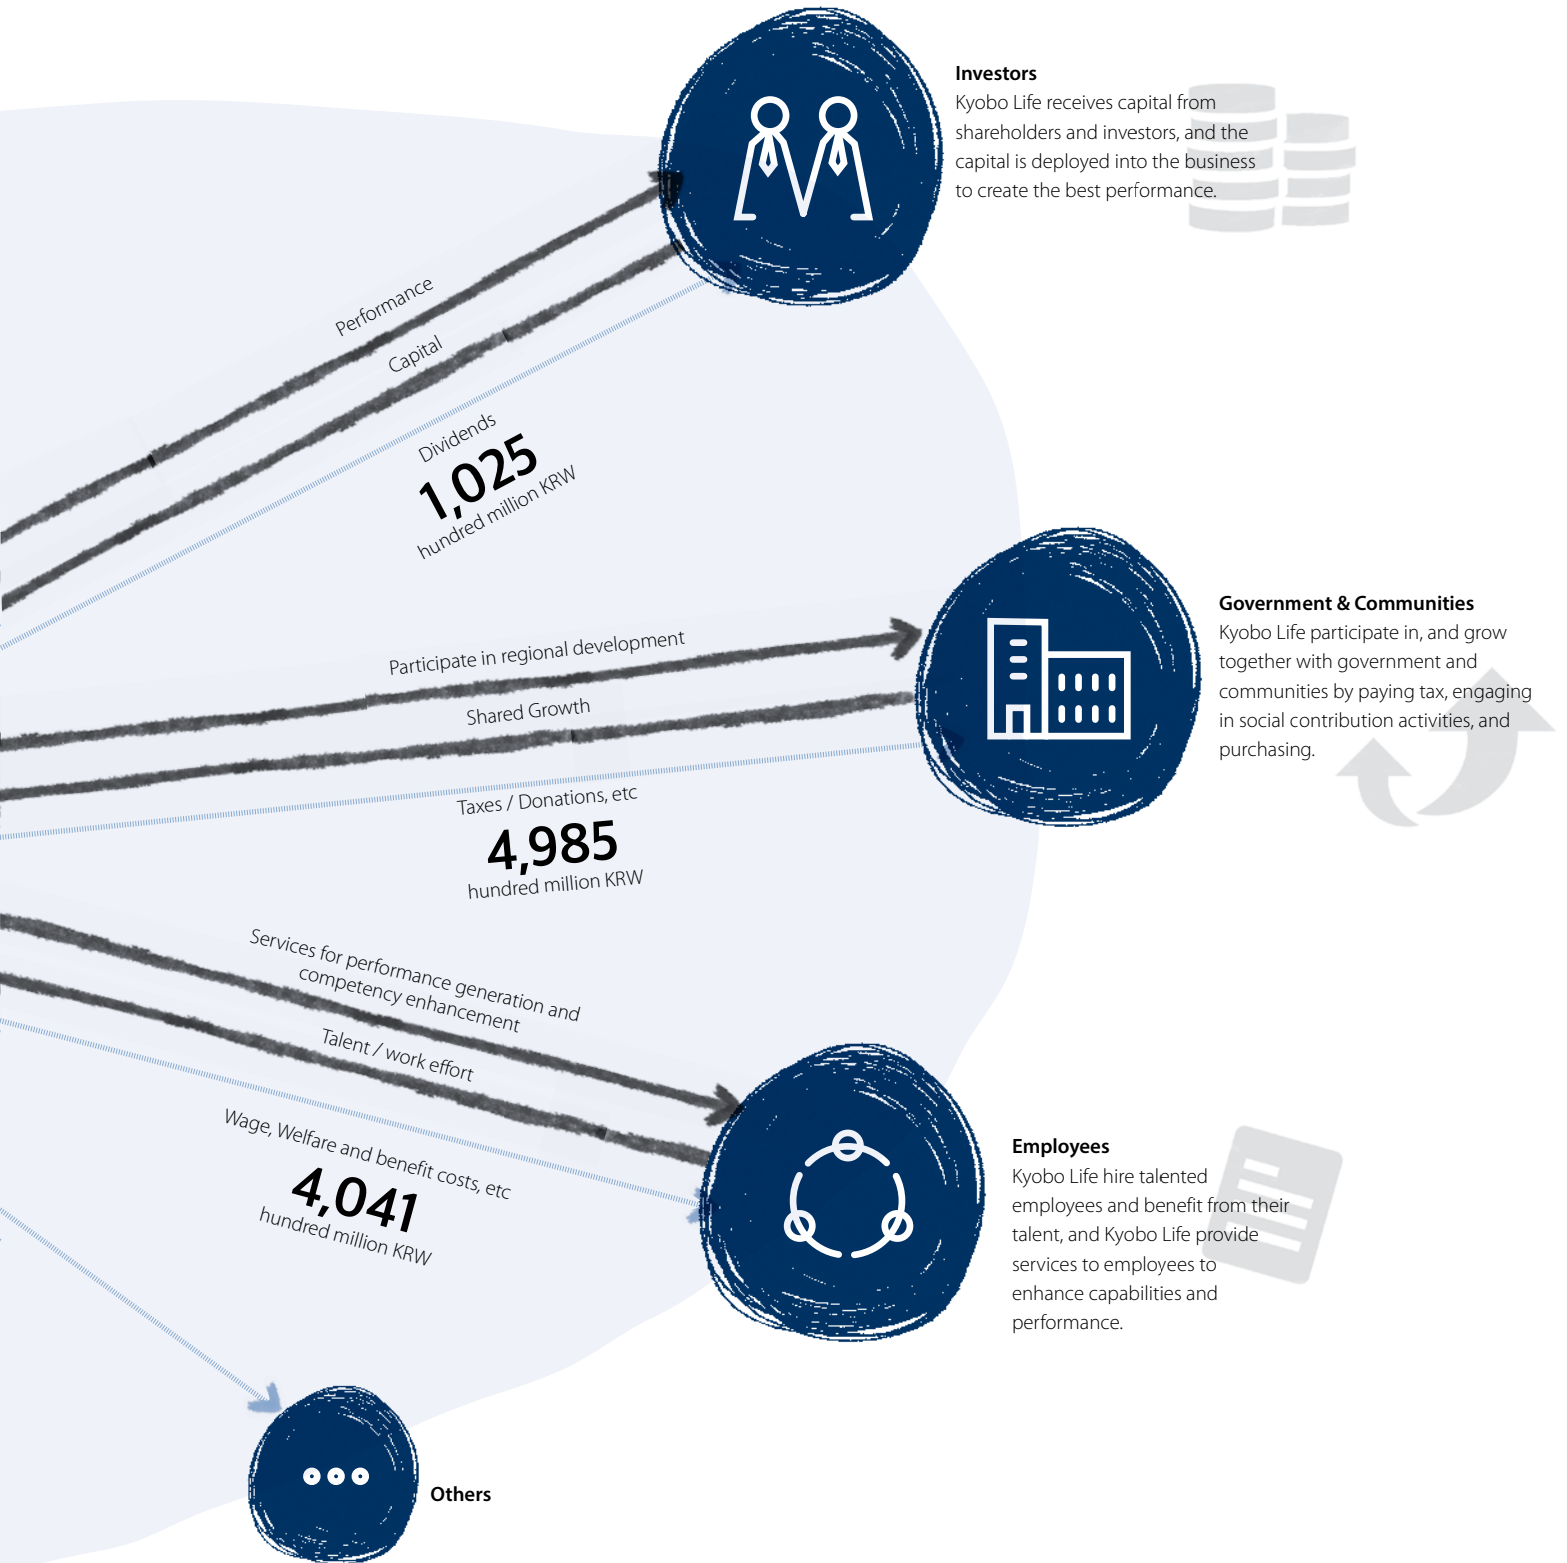 Investors
Kyobo Life receives capital from
shareholders and investors, and the
capital is deployed into the business
to create the best performance.
Performance
Capital
Dividends
1,025
hundred million KRW
Government & Communities
Kyobo Life participate in, and grow
together with government and
communities by paying tax, engaging
in social contribution activities, and
purchasing.
Participate in regional development
Shared Growth
Taxes / Donations, etc
4,985
hundred million KRW
Services for performance generation and
competency enhancement
Talent / work effort
Wage, Welfare and benefit costs, etc
4,041
hundred million KRW
Employees
Kyobo Life hire talented
employees and benefit from their
talent, and Kyobo Life provide
services to employees to
enhance capabilities and
performance.
Others